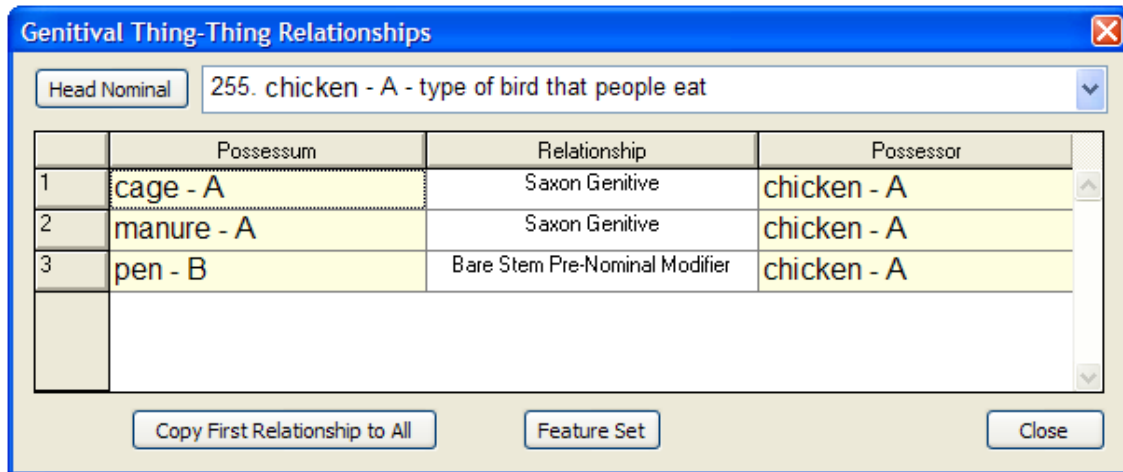 Genitival Thing-Thing Relationships
Head Nominal 255. chicken - A - type of bird that people eat
Possessum Relationship Possessor
1 cage - A Saxon Genitive chicken - A
2 manure - A Saxon Genitive chicken - A
3 pen - B Bare Stem Pre-Nominal Modifier chicken - A
Copy First Relationship to All Feature Set Close